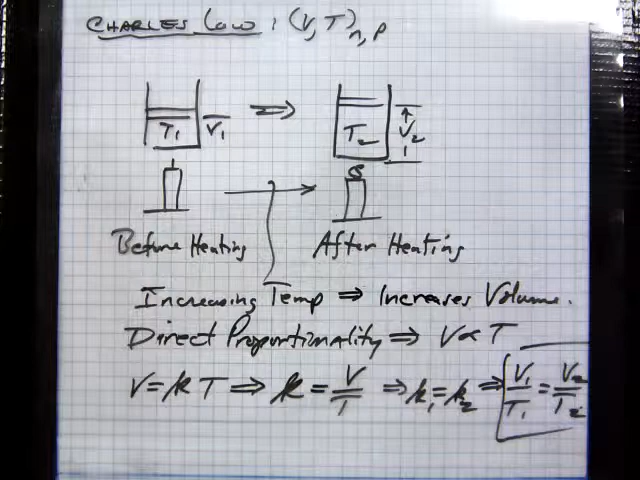 CHARLES LAW : (V, T)n,P
T₁ V₁ ⇒ T₂ V₂
Before Heating After Heating
Increasing Temp ⇒ Increases Volume.
Direct Proportionality ⇒ V ∝ T
V = k T ⇒ k = V/T ⇒ k₁ = k₂ ⇒ V₁/T₁ = V₂/T₂